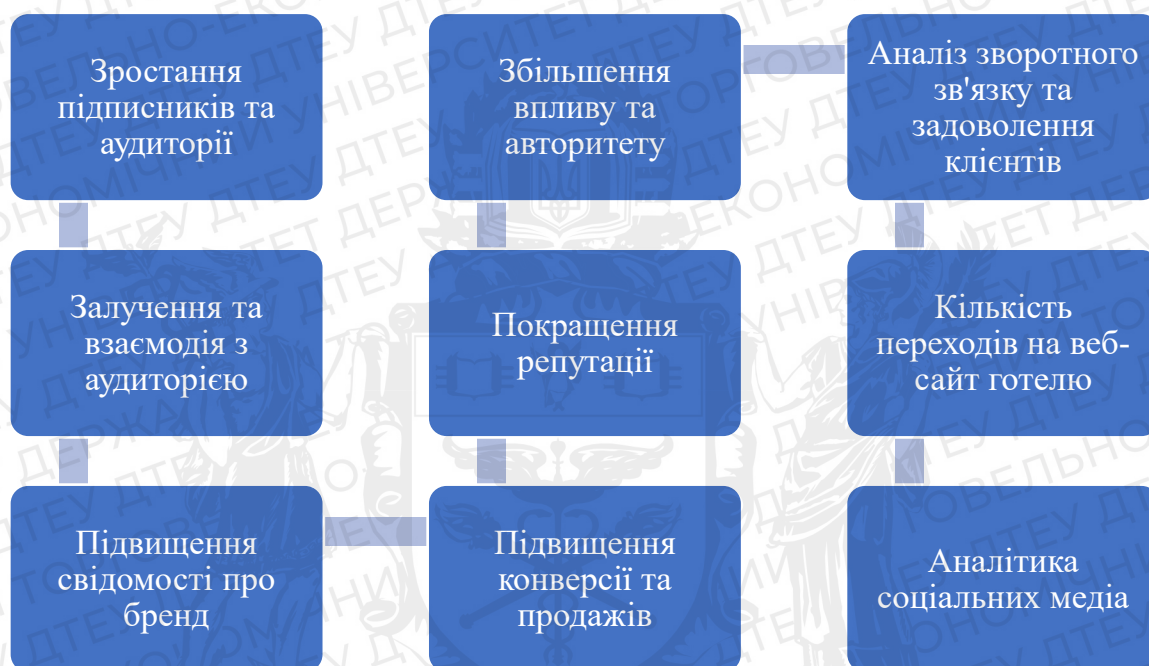 Зростання
підписників та
аудиторії
Залучення та
взаємодія з
аудиторією
Підвищення
свідомості про
бренд
Підвищення
конверсії та
продажів
Покращення
репутації
Збільшення
впливу та
авторитету
Аналіз зворотного
зв'язку та
задоволення
клієнтів
Кількість
переходів на веб-
сайт готелю
Аналітика
соціальних медіа